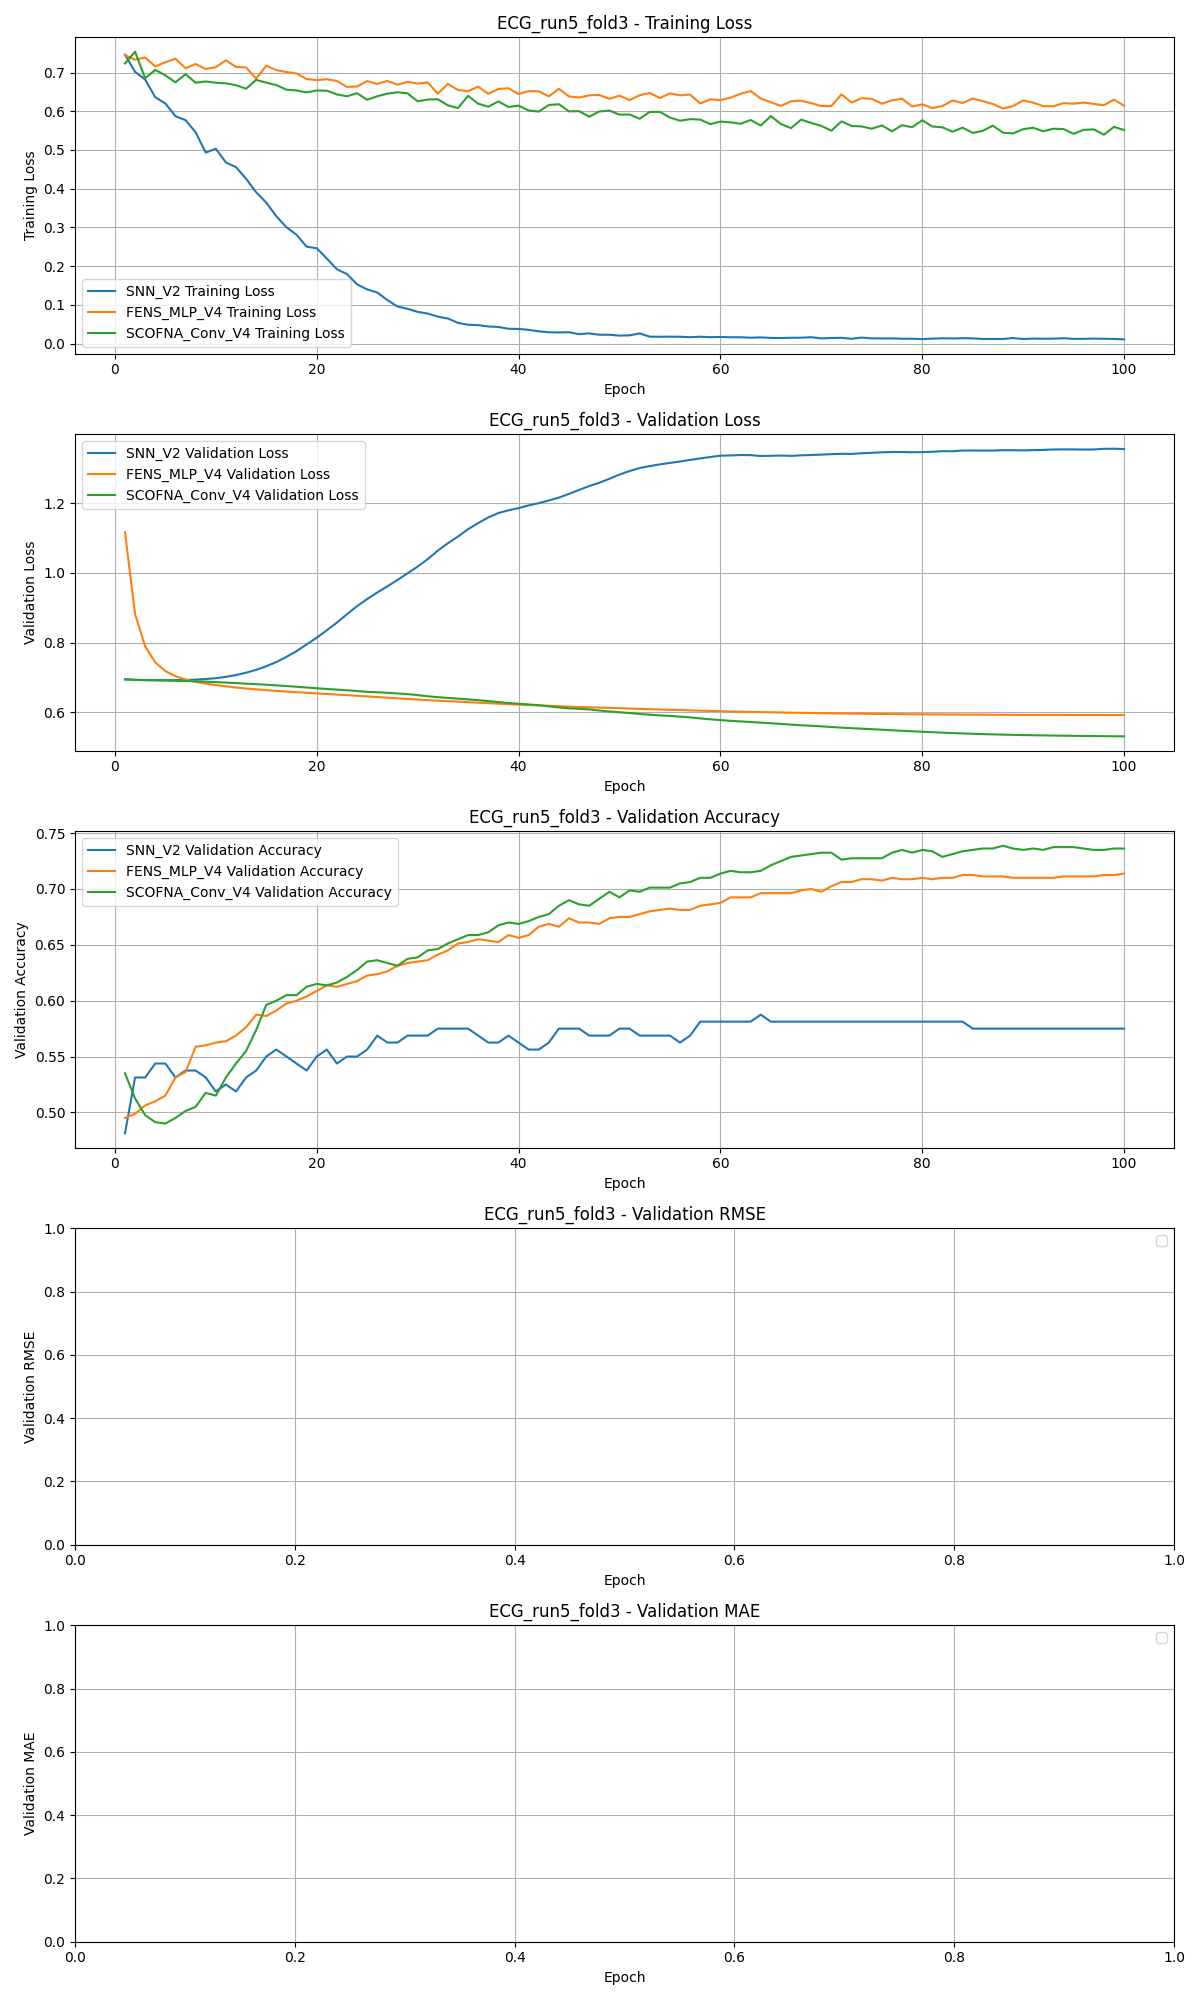 ECG_run5_fold3 - Training Loss
Training Loss
0.7
0.6
0.5
0.4
0.3
0.2
0.1
0.0
SNN_V2 Training Loss
FENS_MLP_V4 Training Loss
SCOFNA_Conv_V4 Training Loss
0 20 40 60 80 100
Epoch
ECG_run5_fold3 - Validation Loss
Validation Loss
1.2
1.0
0.8
0.6
SNN_V2 Validation Loss
FENS_MLP_V4 Validation Loss
SCOFNA_Conv_V4 Validation Loss
0 20 40 60 80 100
Epoch
ECG_run5_fold3 - Validation Accuracy
Validation Accuracy
0.75
0.70
0.65
0.60
0.55
0.50
SNN_V2 Validation Accuracy
FENS_MLP_V4 Validation Accuracy
SCOFNA_Conv_V4 Validation Accuracy
0 20 40 60 80 100
Epoch
ECG_run5_fold3 - Validation RMSE
Validation RMSE
1.0
0.8
0.6
0.4
0.2
0.0
0.0 0.2 0.4 0.6 0.8 1.0
Epoch
ECG_run5_fold3 - Validation MAE
Validation MAE
1.0
0.8
0.6
0.4
0.2
0.0
0.0 0.2 0.4 0.6 0.8 1.0
Epoch